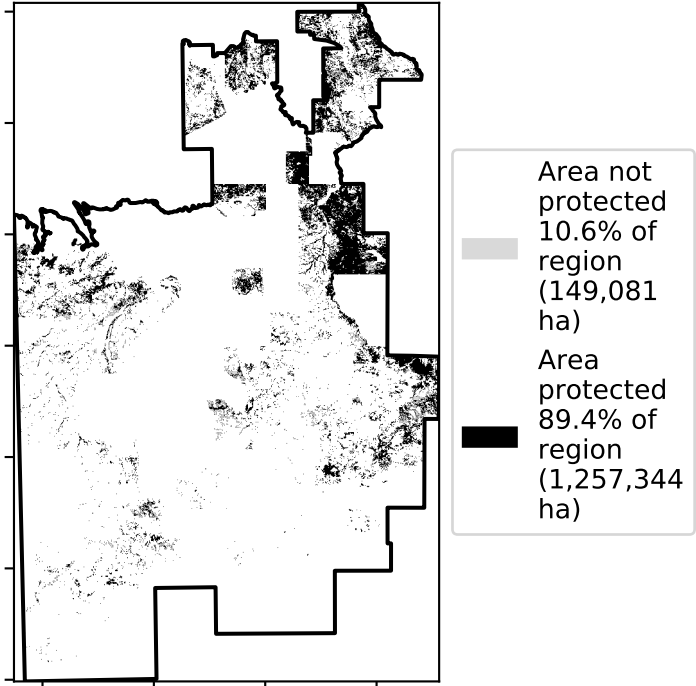 Area not
protected
10.6% of
region
(149,081
ha)
Area
protected
89.4% of
region
(1,257,344
ha)